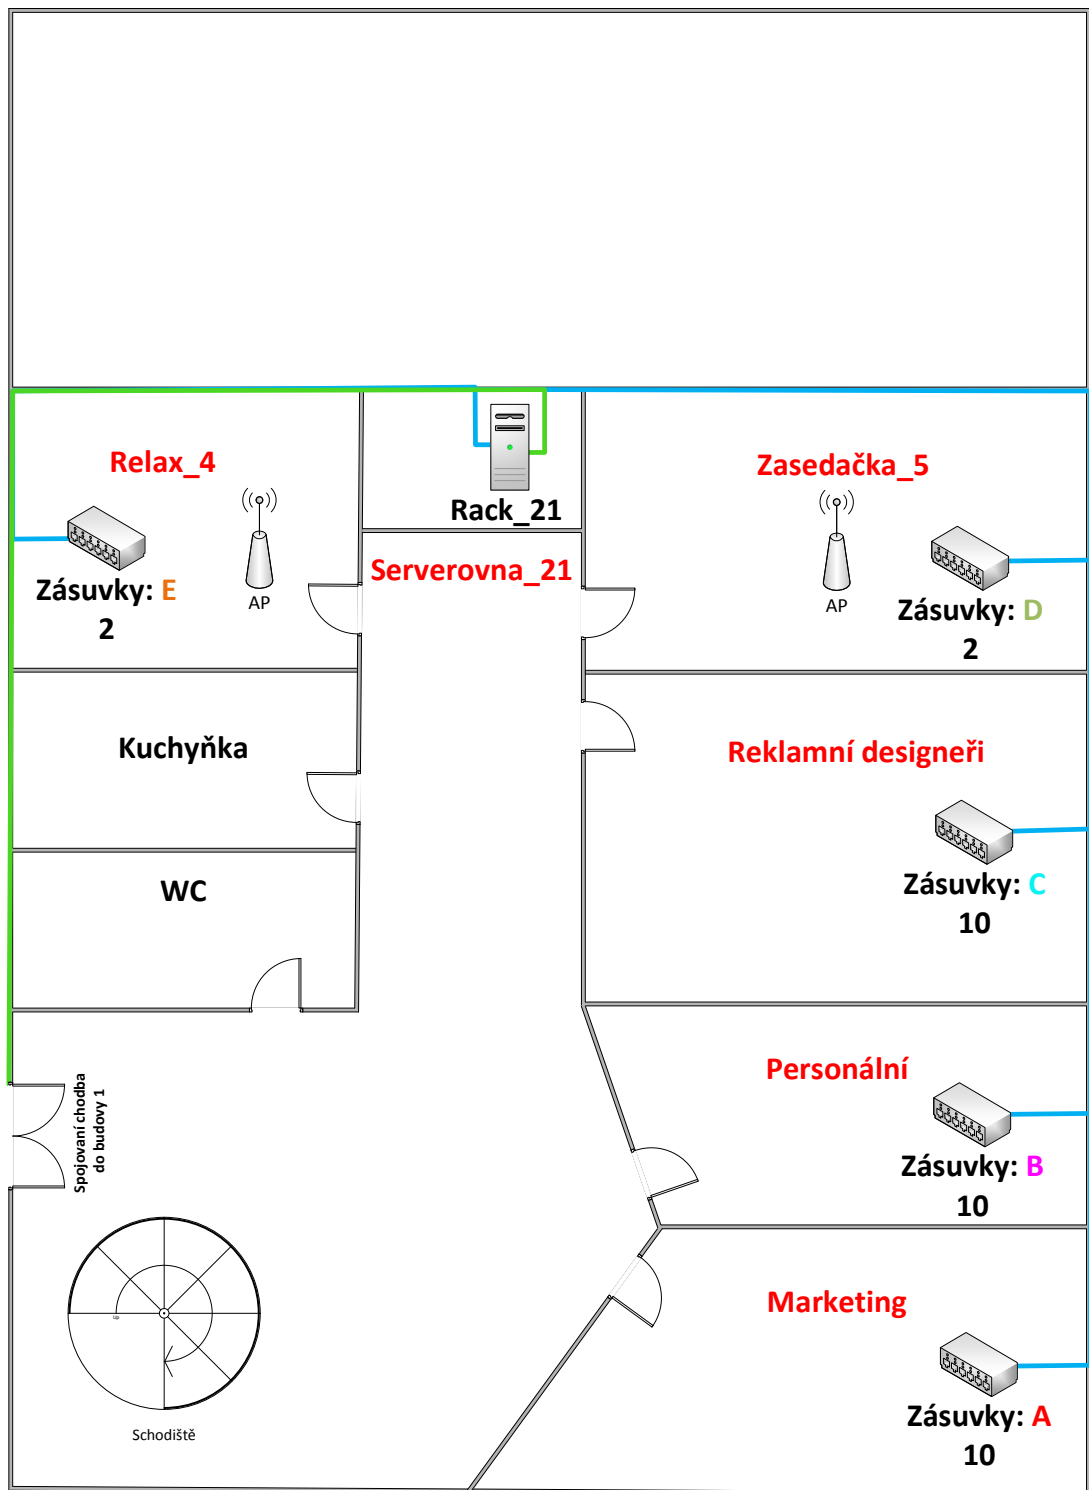 Relax_4
Zásuvky: E
2
AP
Rack_21
Serverovna_21
Zasedačka_5
AP
Zásuvky: D
2
Kuchyňka
Reklamní designeři
Zásuvky: C
10
WC
Personální
Zásuvky: B
10
Spojovaní chodba
do budovy 1
Up
Schodiště
Marketing
Zásuvky: A
10